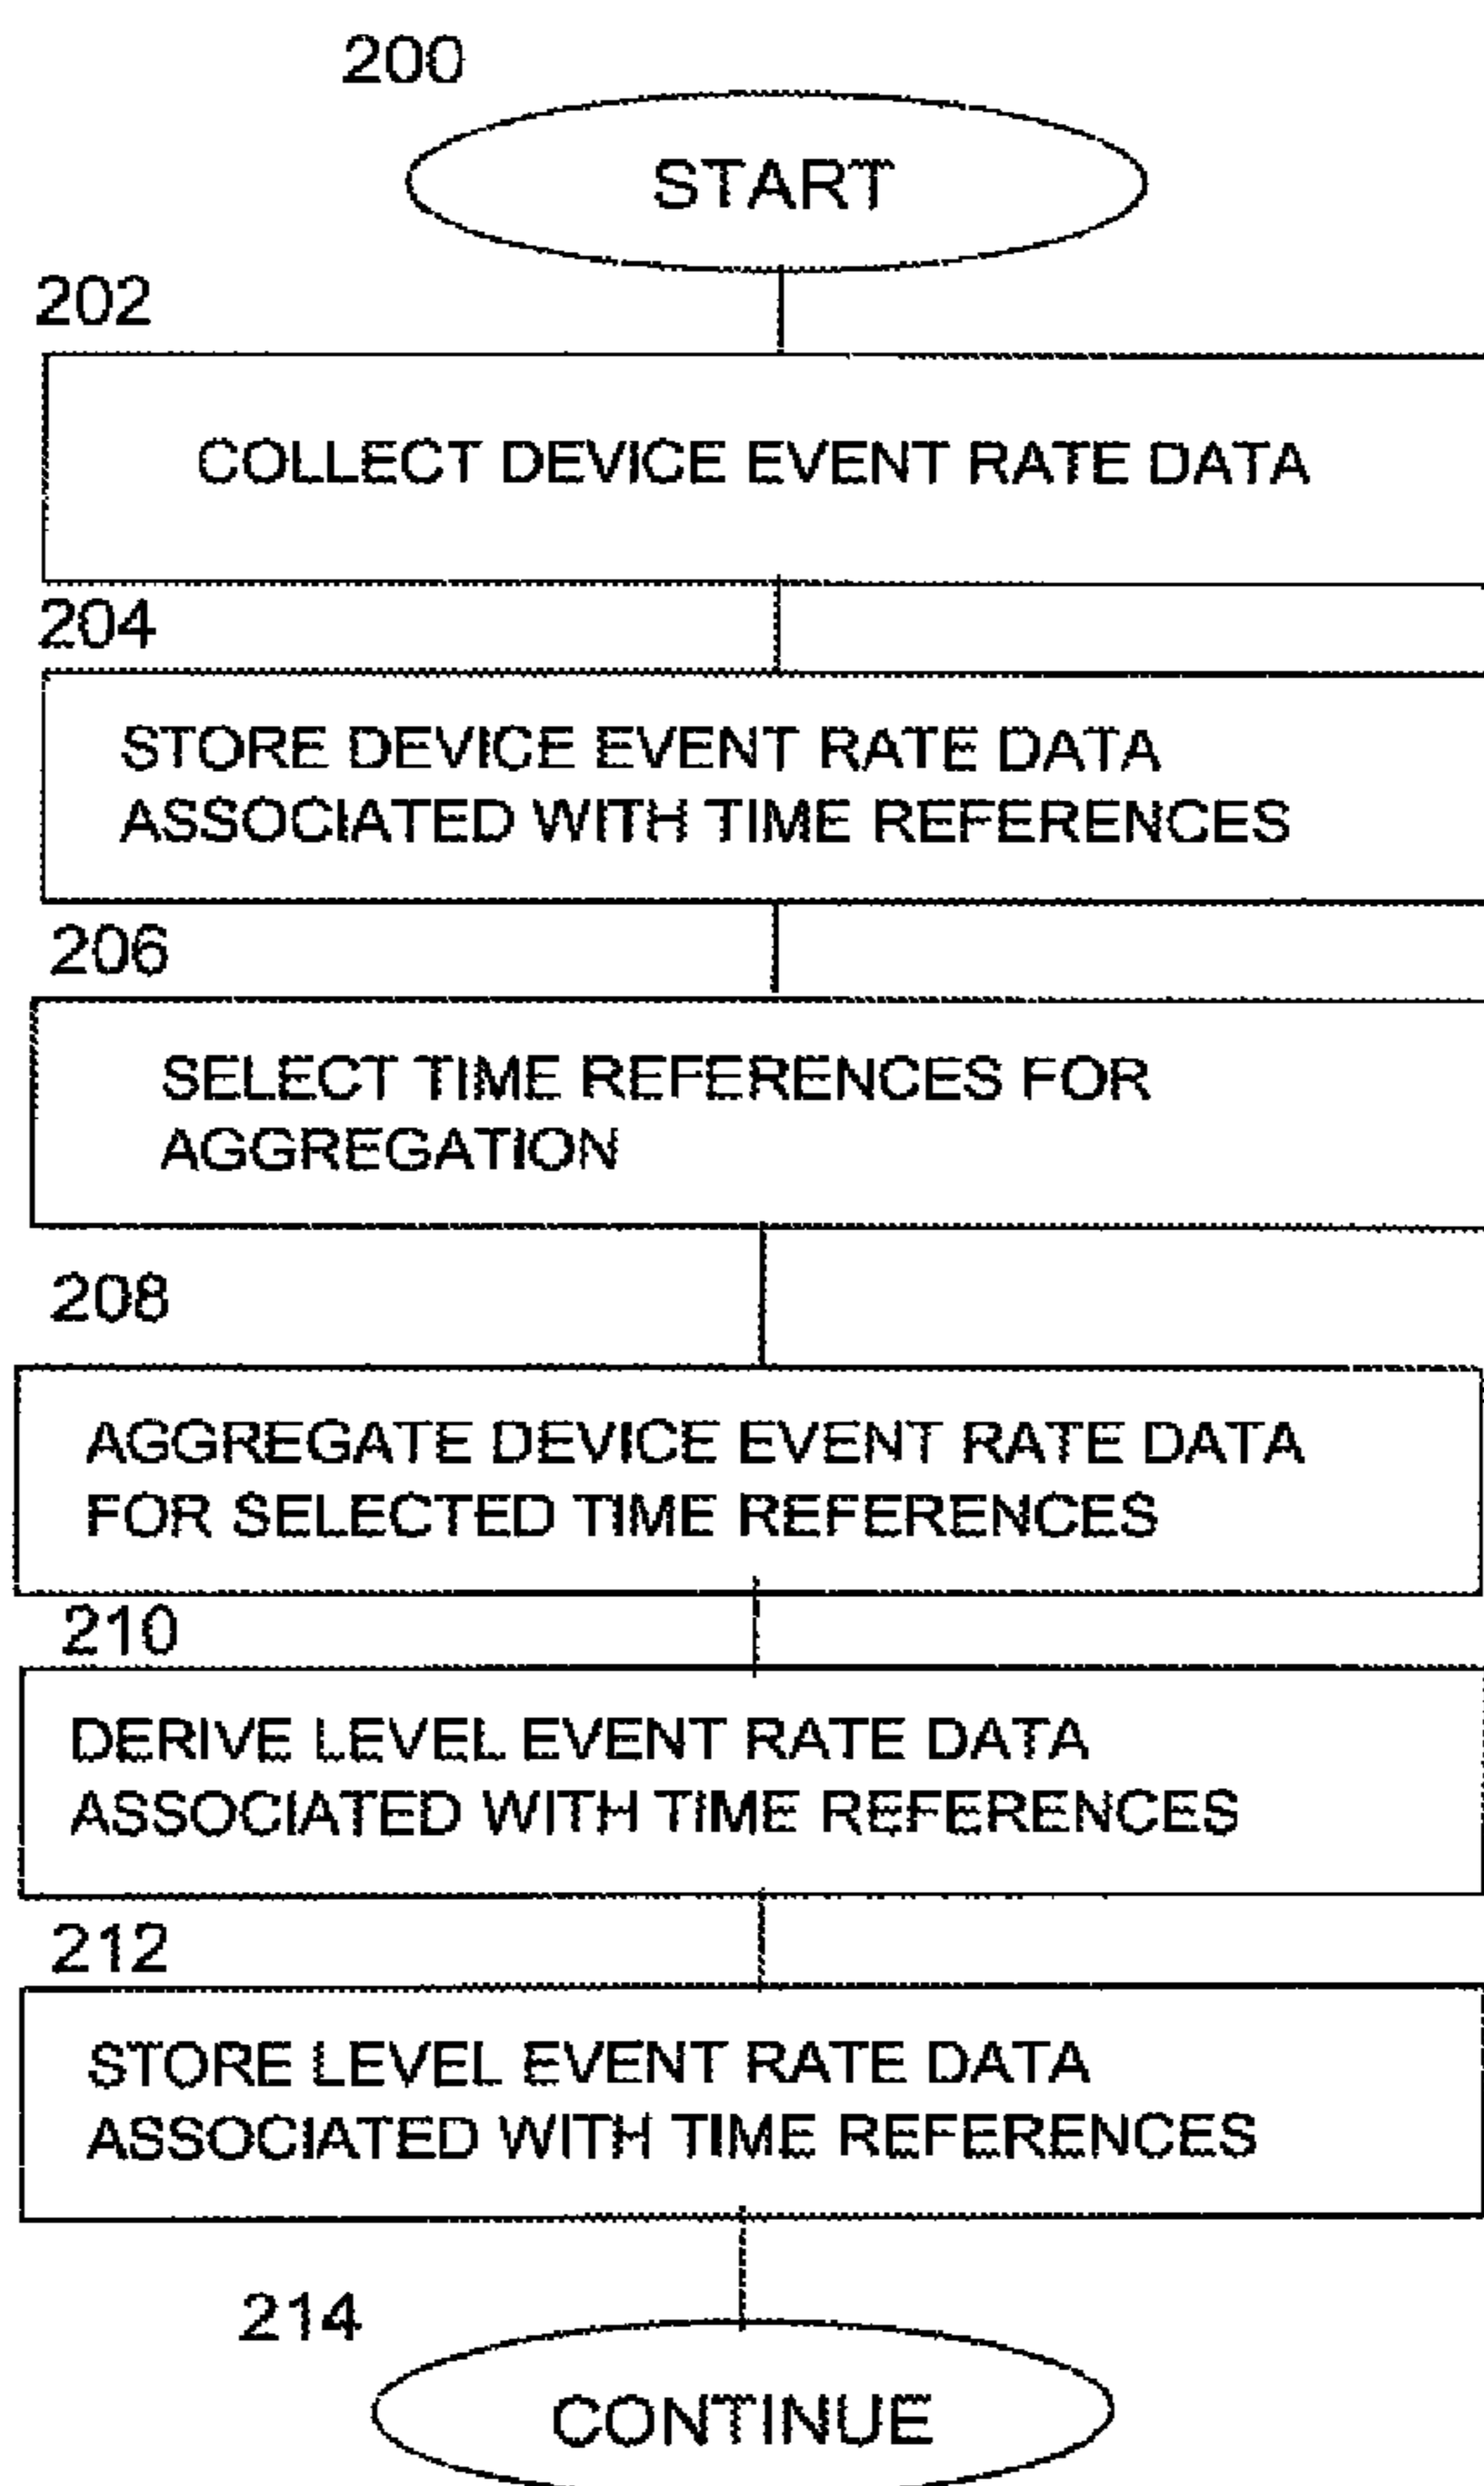 200
START
202
COLLECT DEVICE EVENT RATE DATA
204
STORE DEVICE EVENT RATE DATA
ASSOCIATED WITH TIME REFERENCES
206
SELECT TIME REFERENCES FOR
AGGREGATION
208
AGGREGATE DEVICE EVENT RATE DATA
FOR SELECTED TIME REFERENCES
210
DERIVE LEVEL EVENT RATE DATA
ASSOCIATED WITH TIME REFERENCES
212
STORE LEVEL EVENT RATE DATA
ASSOCIATED WITH TIME REFERENCES
214
CONTINUE